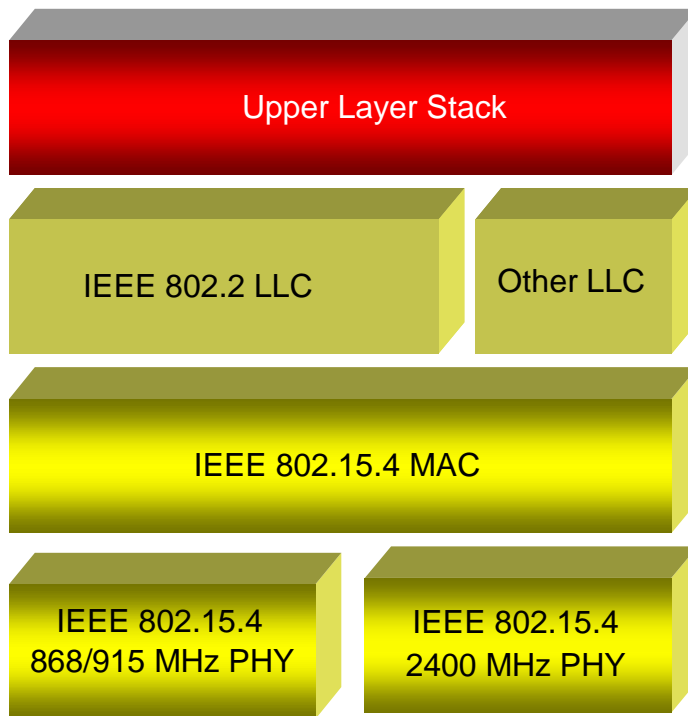 Upper Layer Stack
IEEE 802.2 LLC
Other LLC
IEEE 802.15.4 MAC
IEEE 802.15.4
868/915 MHz PHY
IEEE 802.15.4
2400 MHz PHY